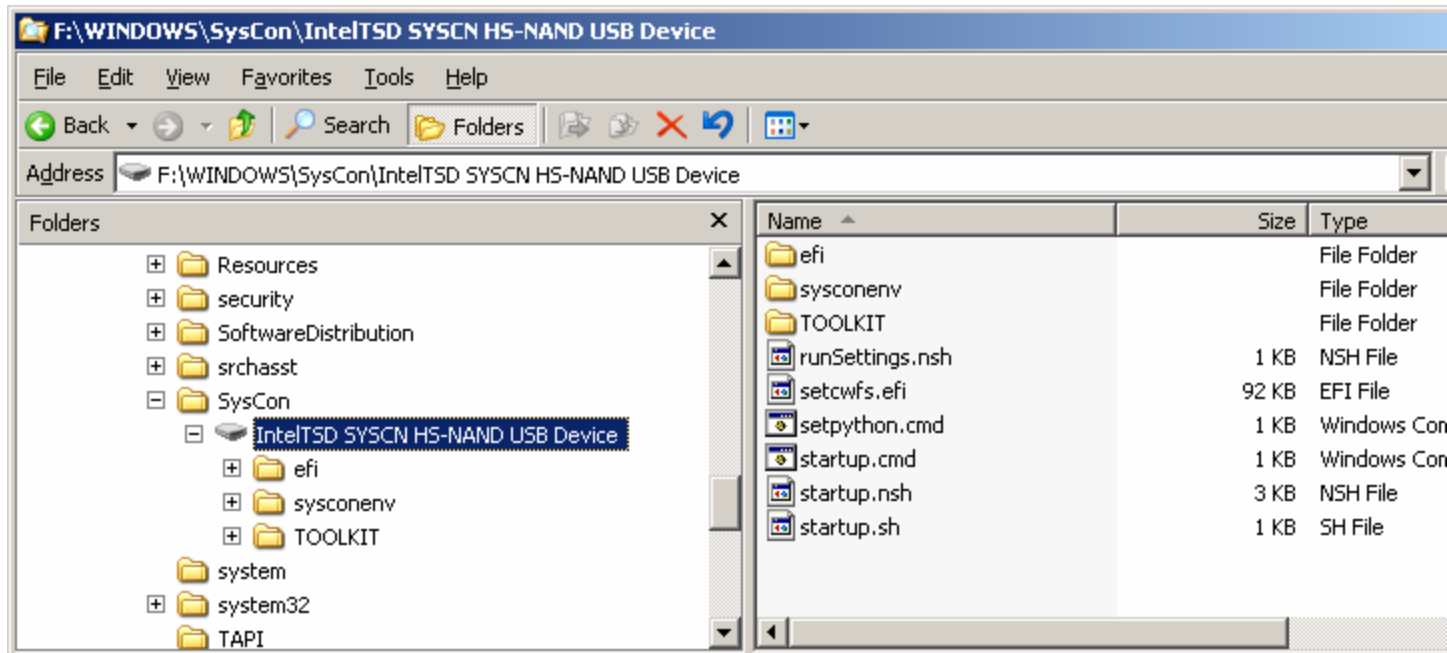 F:\WINDOWS\SysCon\IntelTSD SYSCN HS-NAND USB Device
File Edit View Favorites Tools Help
Back Search Folders
Address F:\WINDOWS\SysCon\IntelTSD SYSCN HS-NAND USB Device
Folders
Resources
security
SoftwareDistribution
srchasst
SysCon
IntelTSD SYSCN HS-NAND USB Device
efi
sysconenv
TOOLKIT
system
system32
TAPI
Name Size Type
efi File Folder
sysconenv File Folder
TOOLKIT File Folder
runSettings.nsh 1 KB NSH File
setcwfs.efi 92 KB EFI File
setpython.cmd 1 KB Windows Con
startup.cmd 1 KB Windows Con
startup.nsh 3 KB NSH File
startup.sh 1 KB SH File